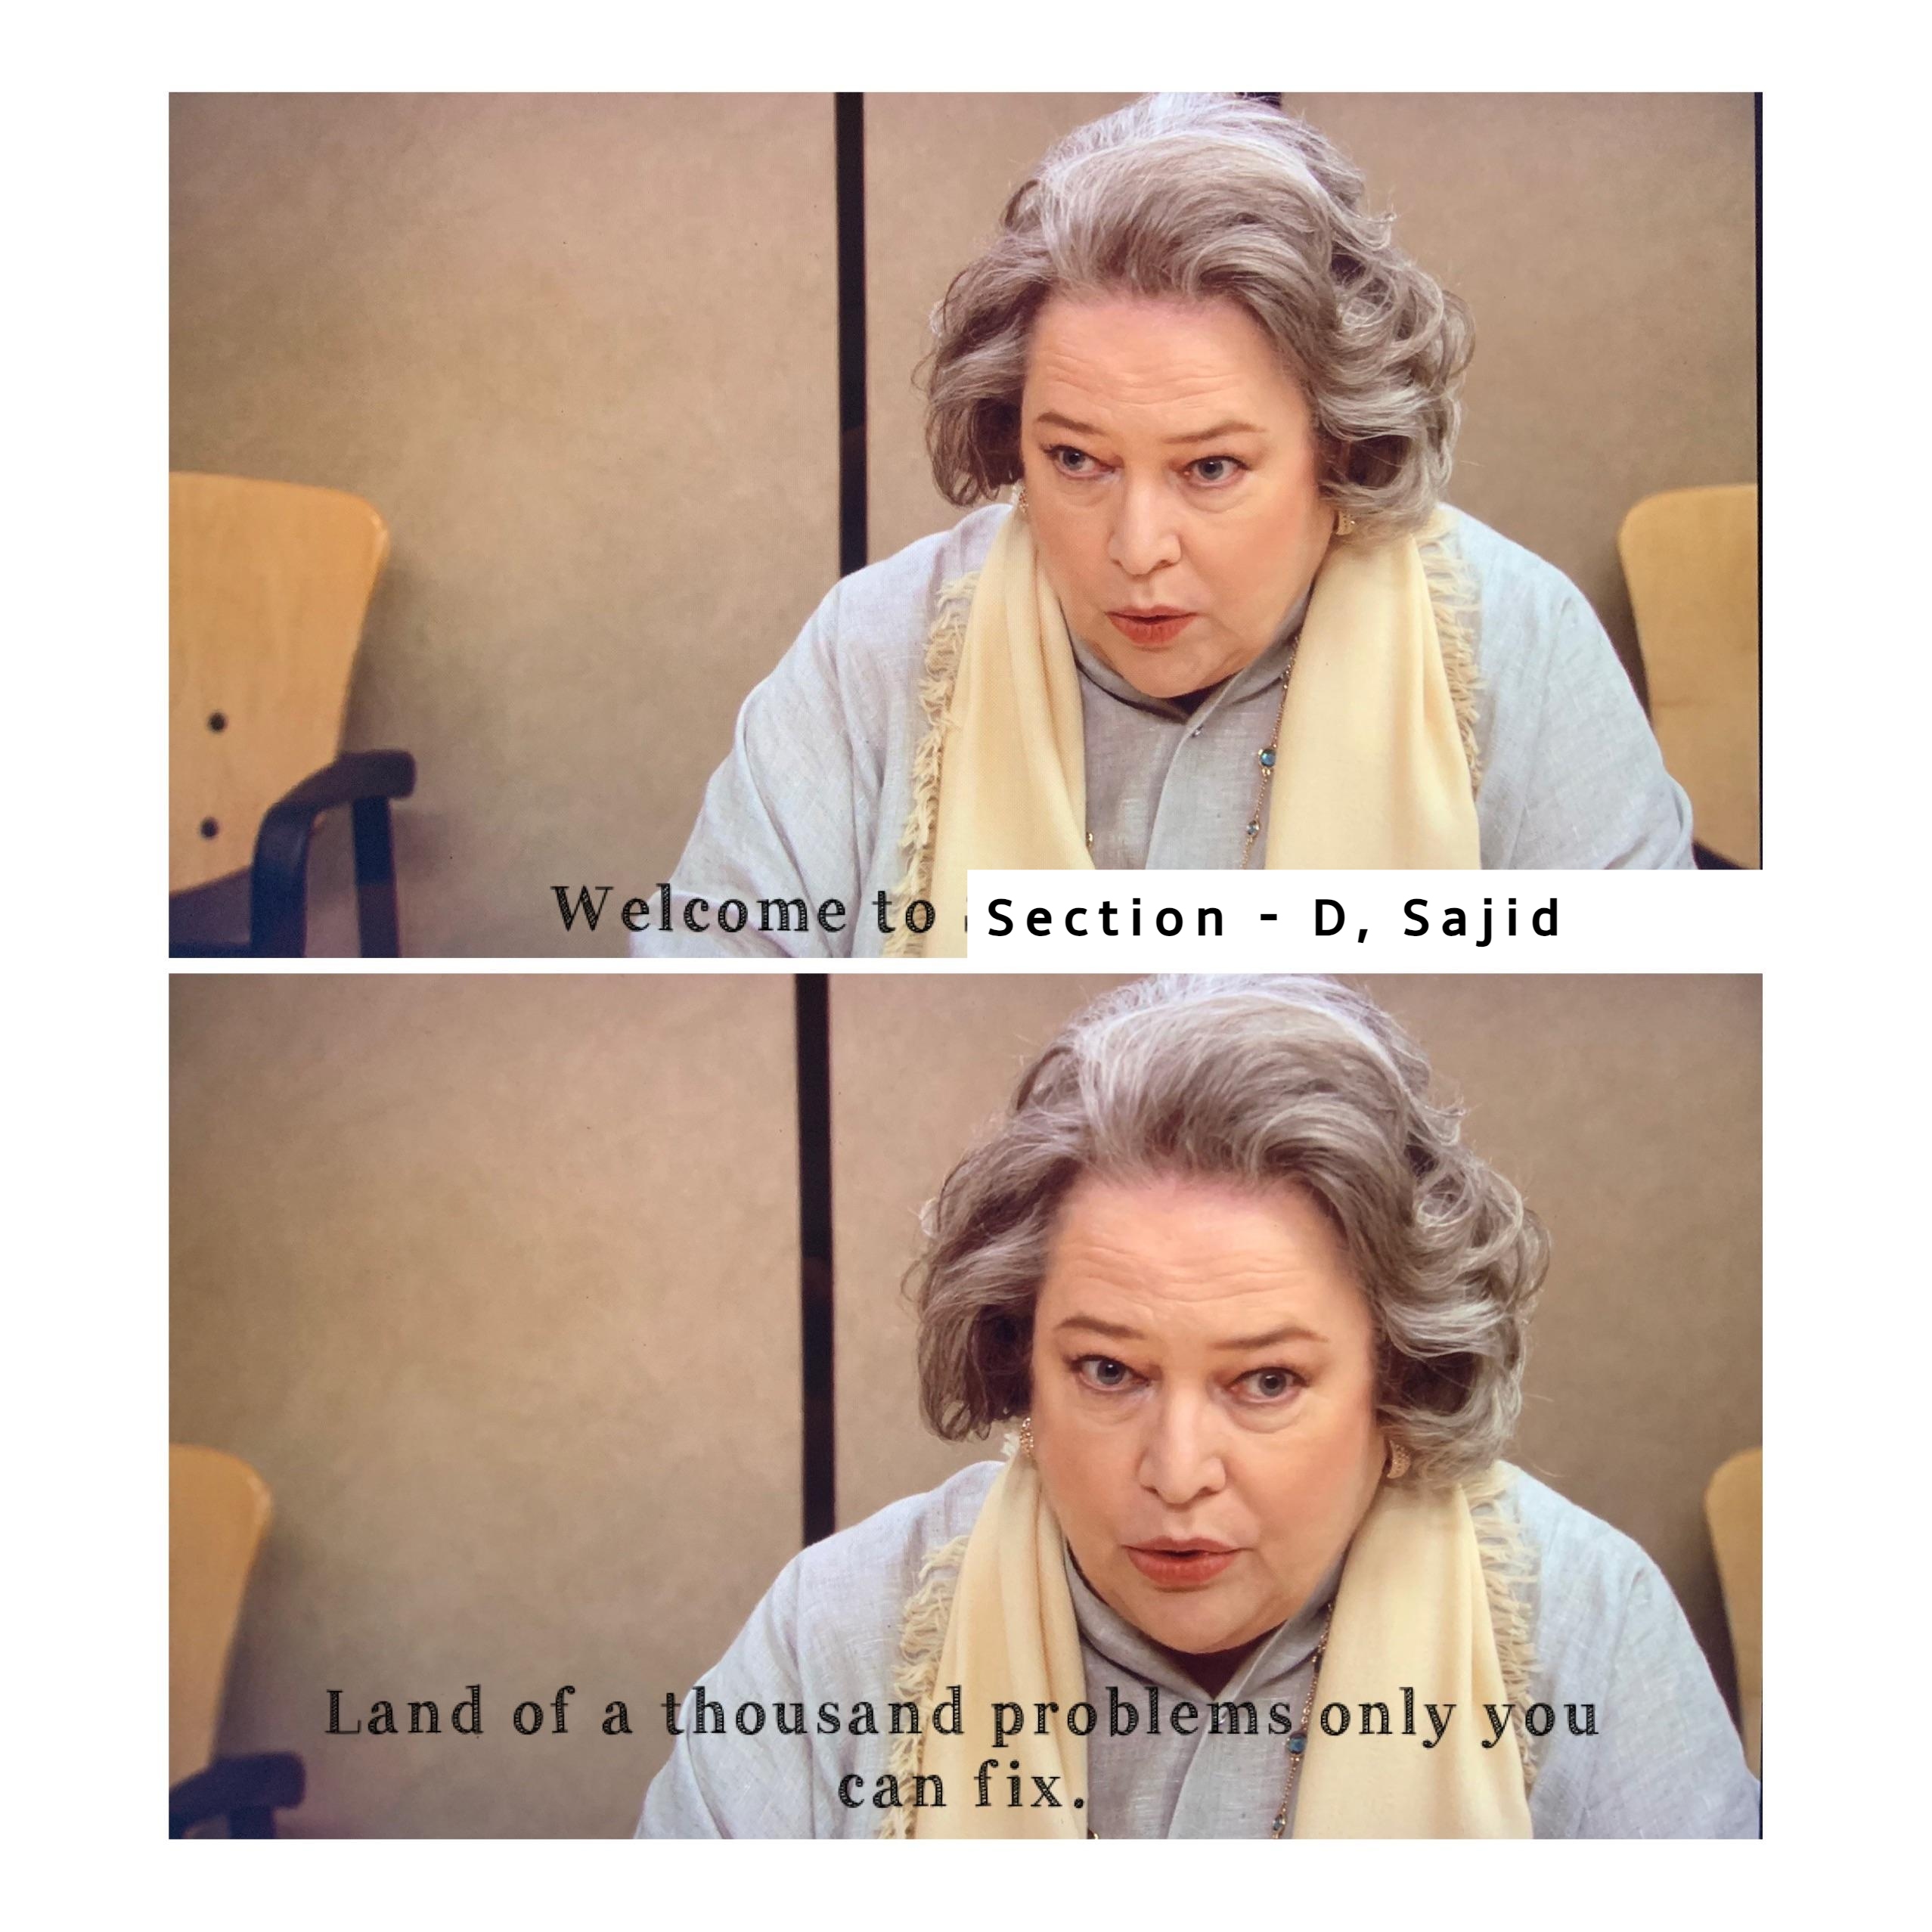 Welcome to Section - D, Sajid
Land of a thousand problems only you
can fix.